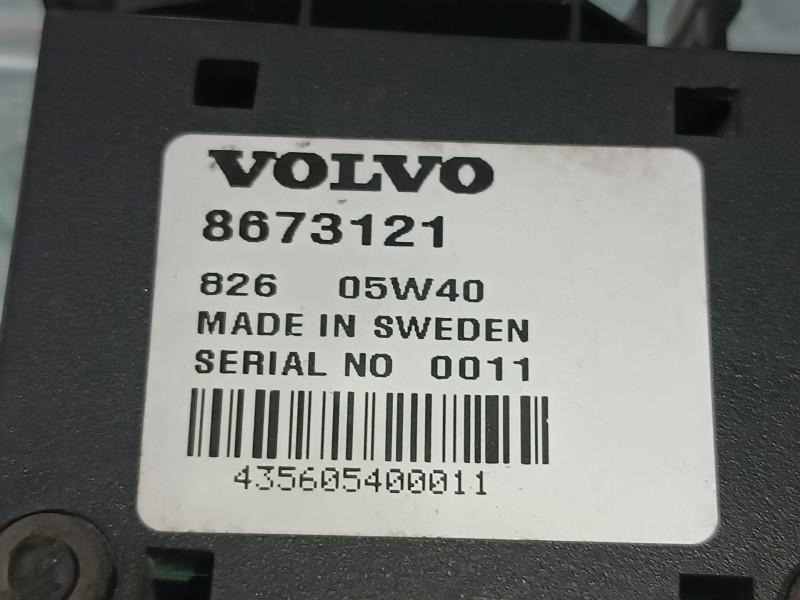 VOLVO
8673121
826 05W40
MADE IN SWEDEN
SERIAL NO 0011
435605400011